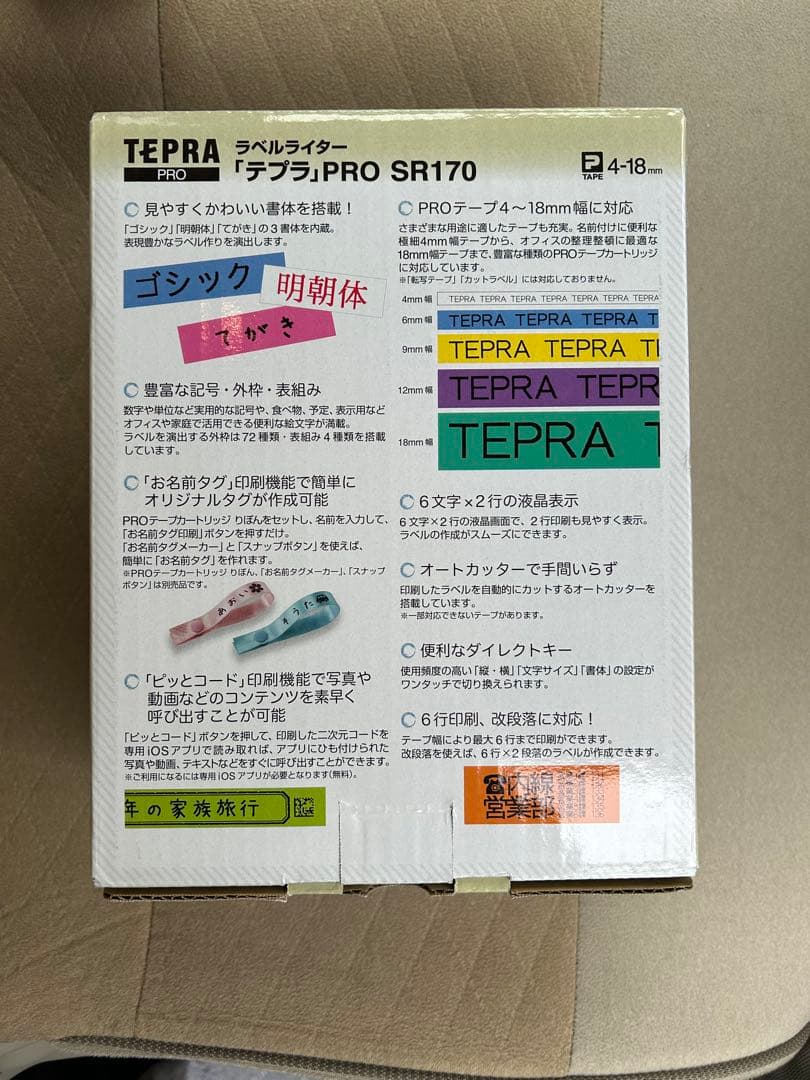 TEPRA
PRO
ラベルライター
「テプラ」PRO SR170
TAPE 4-18mm
見やすくかわいい書体を搭載！
「ゴシック」「明朝体」「てがき」の3書体を内蔵。
表現豊かなラベル作りを演出します。
ゴシック
明朝体
てがき
豊富な記号・外枠・表組み
数字や単位など実用的な記号や、食べ物、予定、表示用など
オフィスや家庭で活用できる便利な絵文字が満載。
ラベルを演出する外枠は72種類・表組み4種類を搭載
しています。
「お名前タグ」印刷機能で簡単に
オリジナルタグが作成可能
PROテープカートリッジ りぼんをセットし、名前を入力して、
「お名前タグ印刷」ボタンを押すだけ。
「お名前タグメーカー」と「スナップボタン」を使えば、
簡単に「お名前タグ」を作れます。
※PROテープカートリッジ りぼん、「お名前タグメーカー」、「スナップ
ボタン」は別売品です。
あおい
そうた
「ピッとコード」印刷機能で写真や
動画などのコンテンツを素早く
呼び出すことが可能
「ピッとコード」ボタンを押して、印刷した二次元コードを
専用iOSアプリで読み取れば、アプリにひも付けられた
写真や動画、テキストなどをすぐに呼び出すことができます。
※ご利用になるには専用iOSアプリが必要となります(無料)。
年の家族旅行
PROテープ4～18mm幅に対応
さまざまな用途に適したテープも充実。名前付けに便利な
極細4mm幅テープから、オフィスの整理整頓に最適な
18mm幅テープまで、豊富な種類のPROテープカートリッジ
に対応しています。
※「転写テープ」「カットラベル」には対応しておりません。
4mm幅 TEPRA TEPRA TEPRA TEPRA TEPRA TEPRA TEPRA
6mm幅 TEPRA TEPRA TEPRA T
9mm幅 TEPRA TEPRA TE
12mm幅 TEPRA TEPR
18mm幅 TEPRA T
6文字×2行の液晶表示
6文字×2行の液晶画面で、2行印刷も見やすく表示。
ラベルの作成がスムーズにできます。
オートカッターで手間いらず
印刷したラベルを自動的にカットするオートカッターを
搭載しています。
※一部対応できないテープがあります。
便利なダイレクトキー
使用頻度の高い「縦・横」「文字サイズ」「書体」の設定が
ワンタッチで切り換えられます。
6行印刷、改段落に対応！
テープ幅により最大6行まで印刷ができます。
改段落を使えば、6行×2段落のラベルが作成できます。
☎内線
営業部